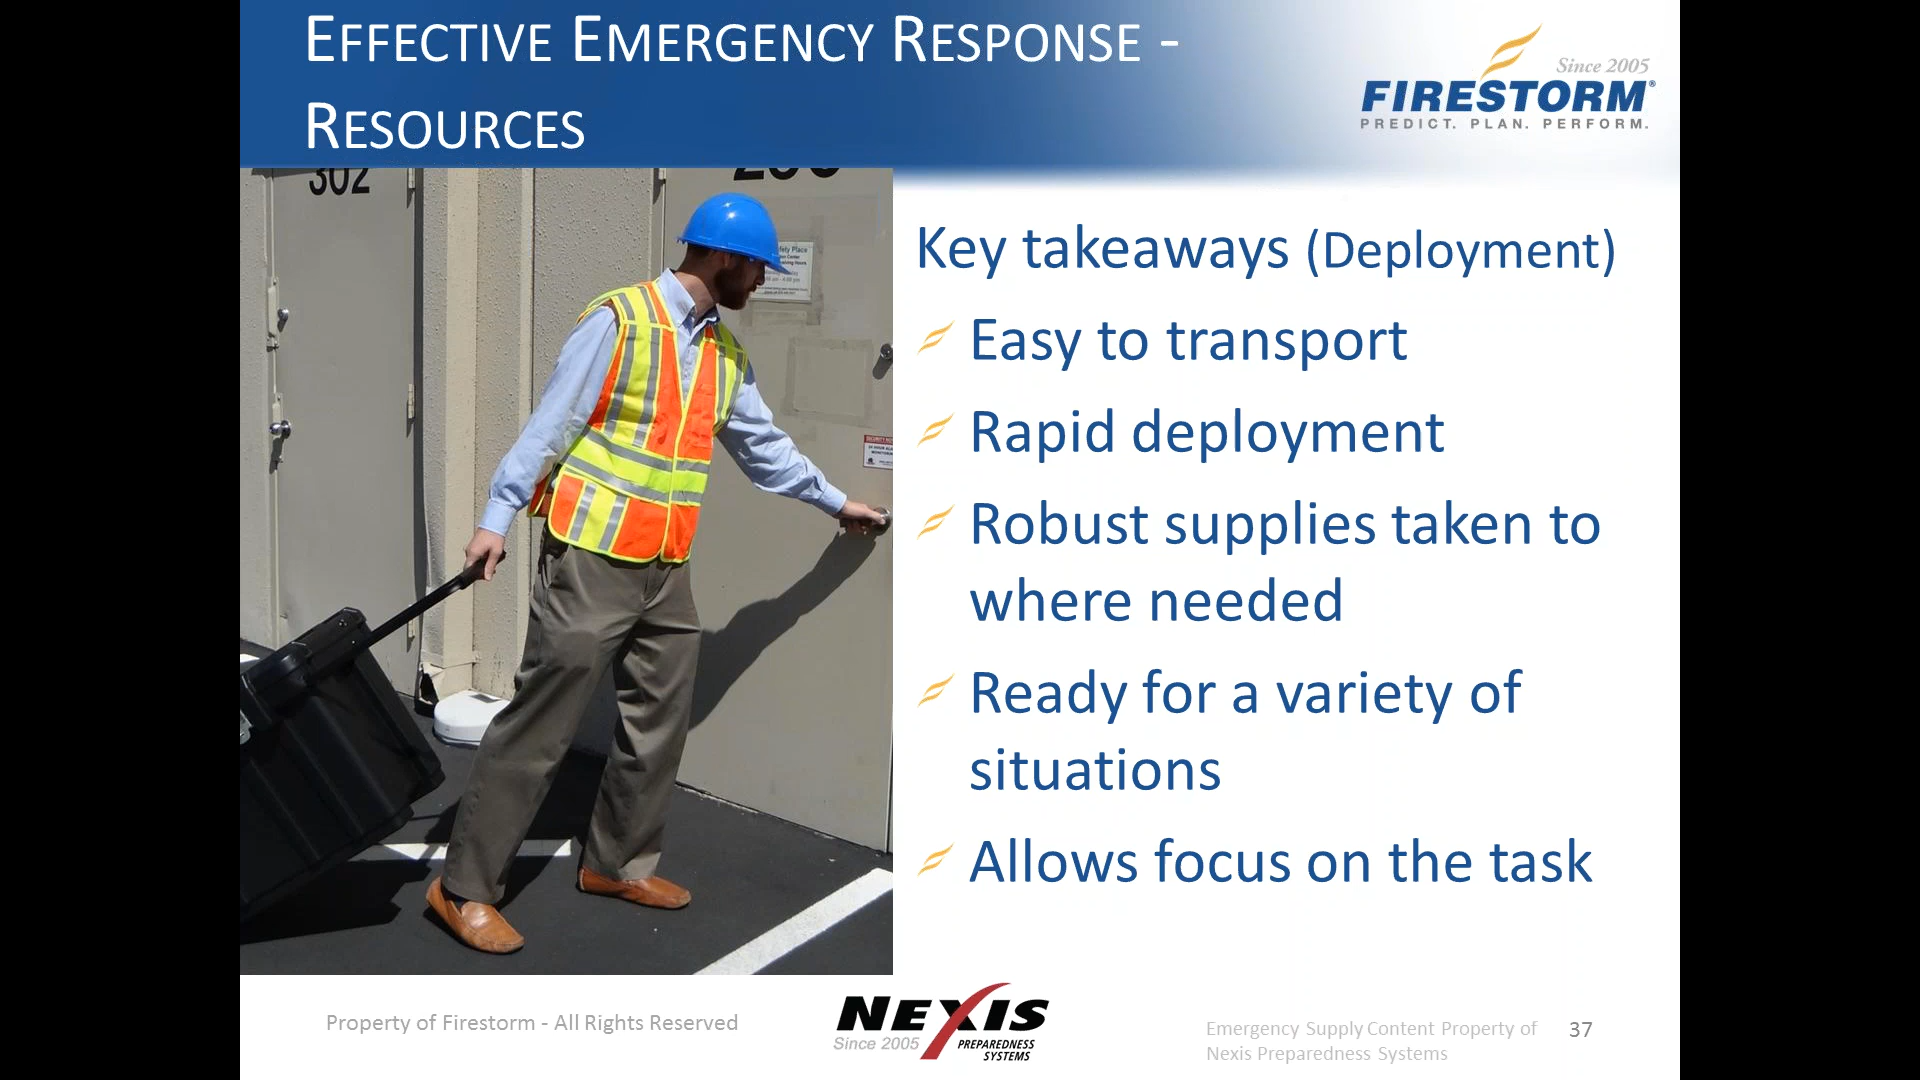 EFFECTIVE EMERGENCY RESPONSE -
RESOURCES
Since 2005
FIRESTORM®
PREDICT. PLAN. PERFORM.
302
Key takeaways (Deployment)
Easy to transport
Rapid deployment
Robust supplies taken to
where needed
Ready for a variety of
situations
Allows focus on the task
Property of Firestorm - All Rights Reserved
NEXIS
Since 2005
PREPAREDNESS
SYSTEMS
Emergency Supply Content Property of
Nexis Preparedness Systems
37